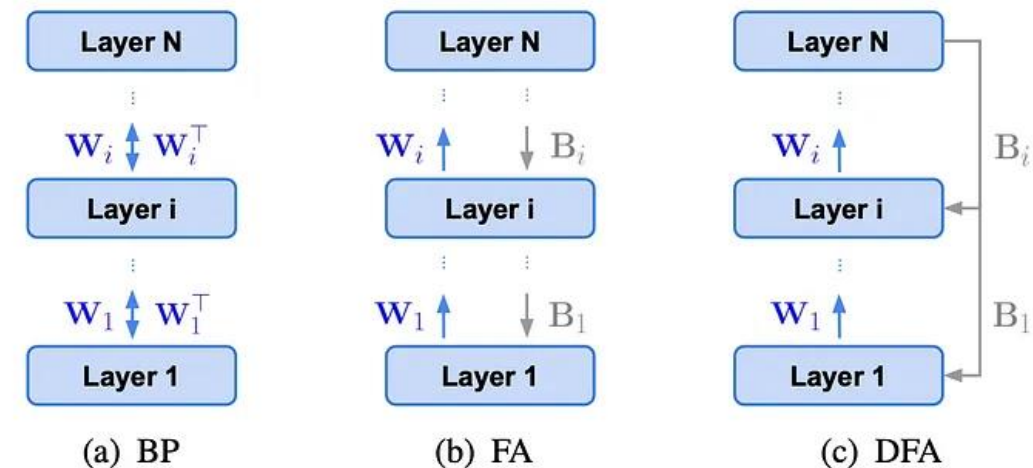 Layer N
W_i W_i^⊤
Layer i
W_1 W_1^⊤
Layer 1
(a) BP
Layer N
W_i B_i
Layer i
W_1 B_1
Layer 1
(b) FA
Layer N
W_i B_i
Layer i
W_1 B_1
Layer 1
(c) DFA